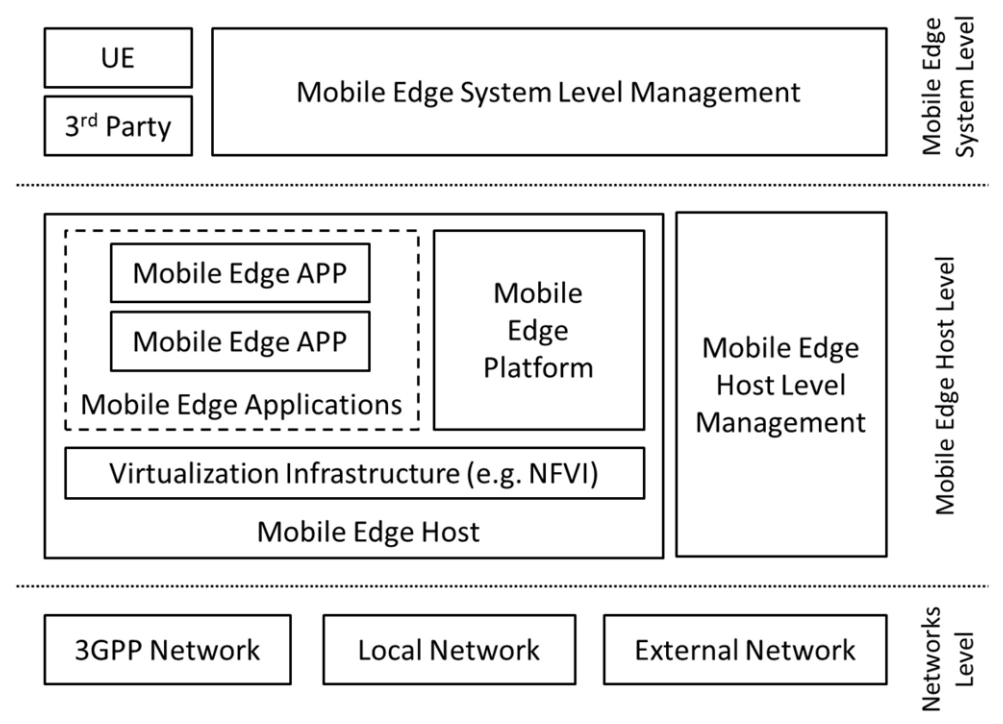 UE
3rd Party
Mobile Edge System Level Management
Mobile Edge
System Level
Mobile Edge APP
Mobile Edge APP
Mobile Edge Applications
Mobile
Edge
Platform
Virtualization Infrastructure (e.g. NFVI)
Mobile Edge Host
Mobile Edge
Host Level
Management
Mobile Edge Host Level
3GPP Network
Local Network
External Network
Networks
Level